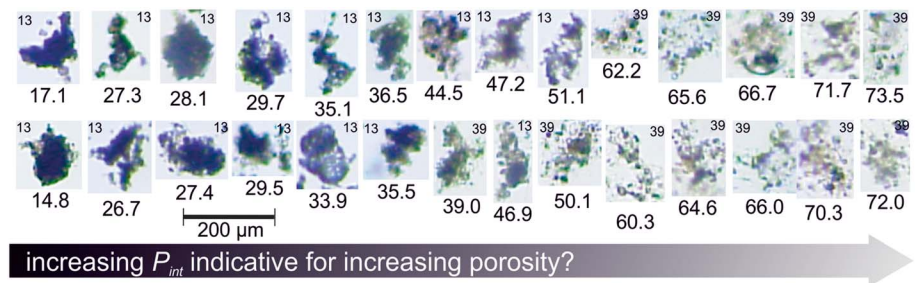 13 13 13 13 13 13 13 13 13 39 39 39 39 39
17.1 27.3 28.1 29.7 35.1 36.5 44.5 47.2 51.1 62.2 65.6 66.7 71.7 73.5
13 13 13 13 13 13 39 13 39 39 39 39 39 39
14.8 26.7 27.4 29.5 33.9 35.5 39.0 46.9 50.1 60.3 64.6 66.0 70.3 72.0
200 µm
increasing Pint indicative for increasing porosity?